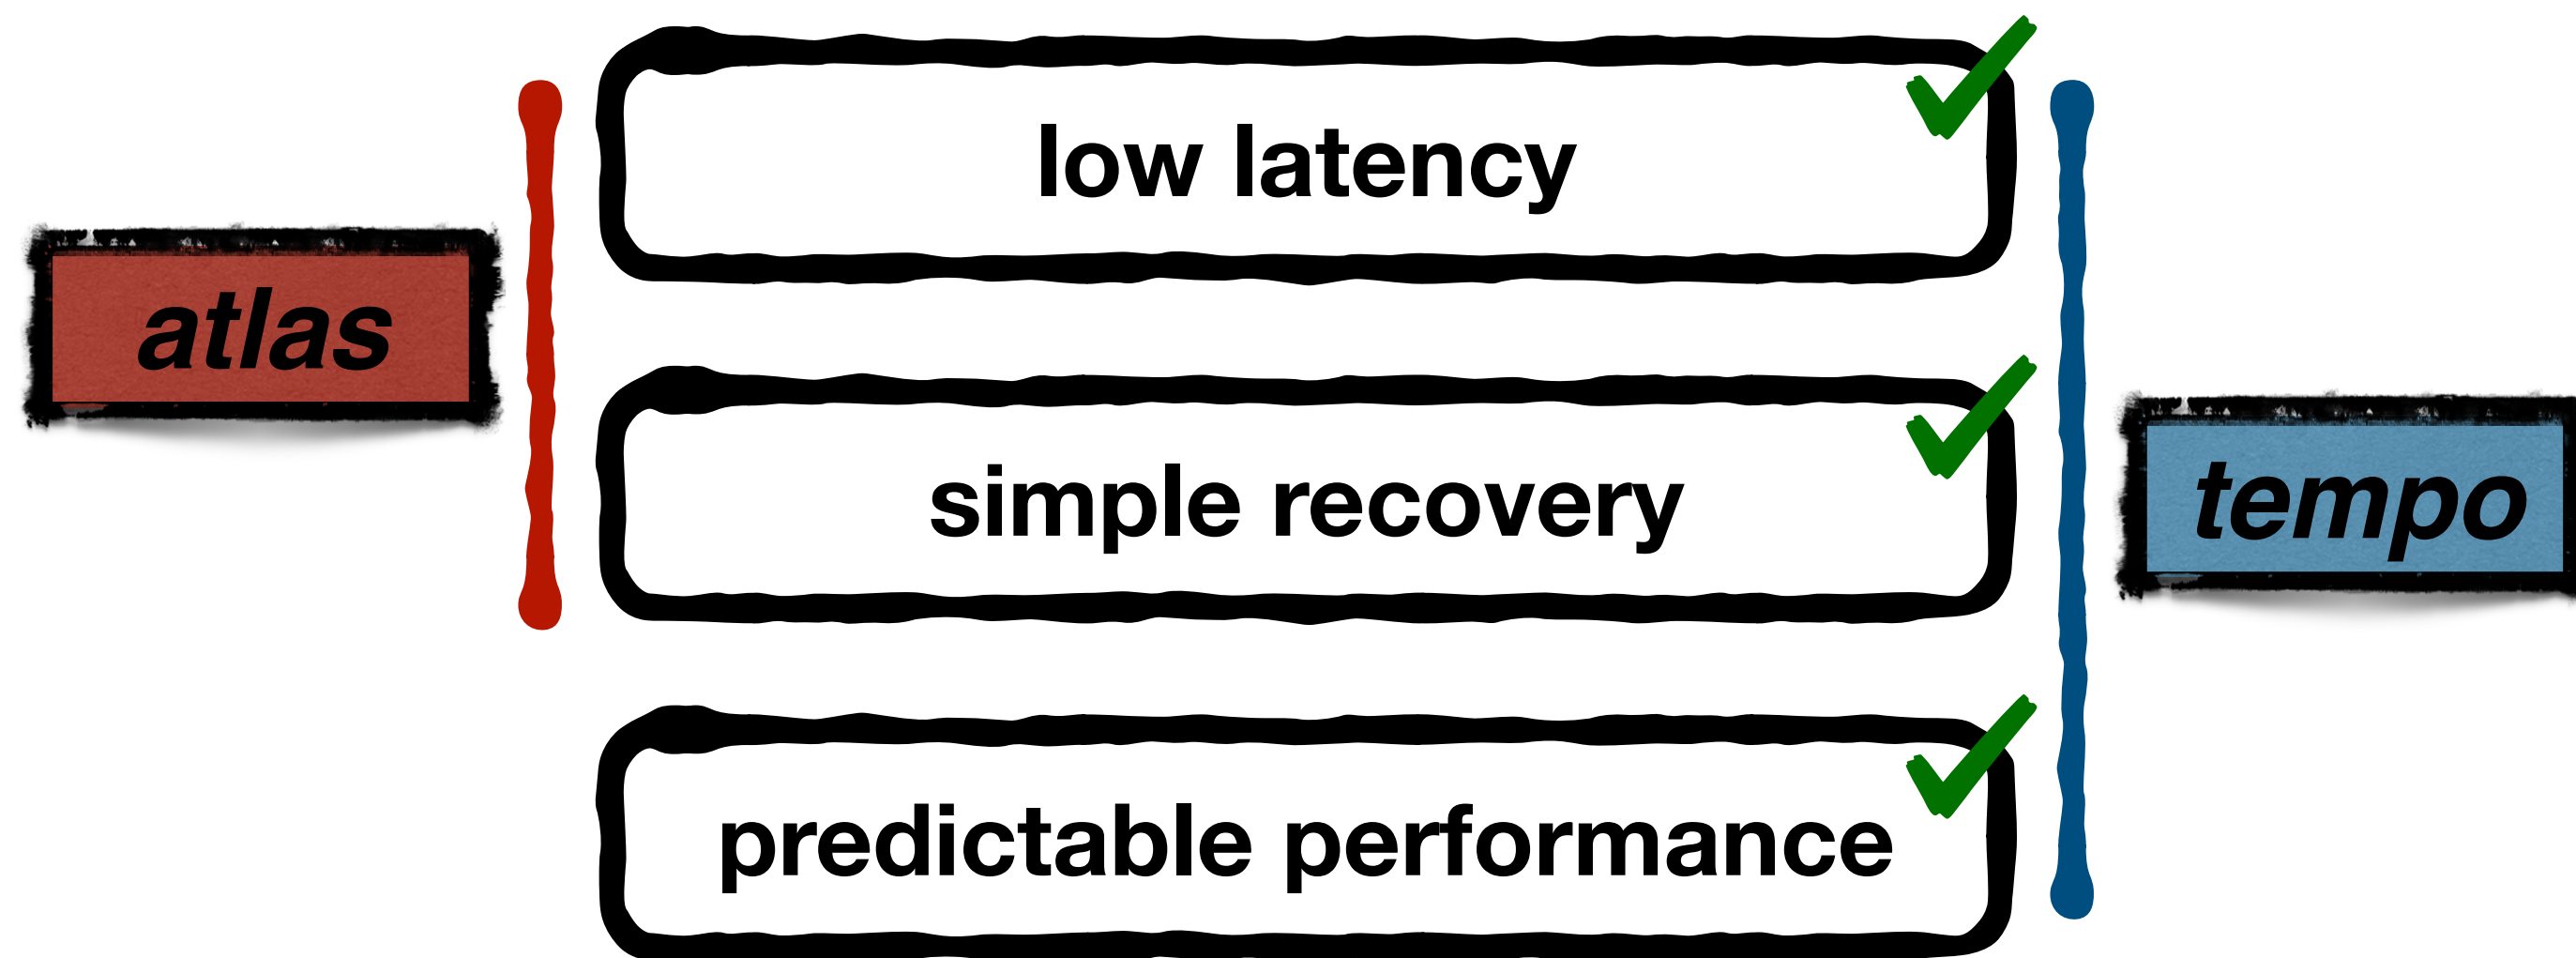 low latency
atlas
simple recovery
tempo
predictable performance